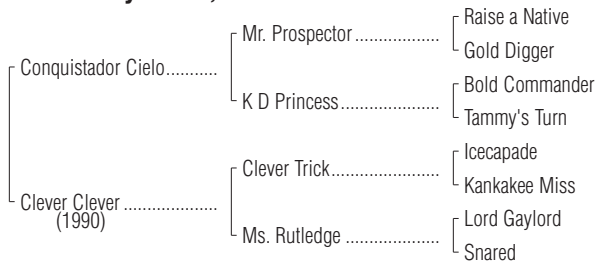 Raise a Native
Mr. Prospector..................
Gold Digger
Conquistador Cielo...........
Bold Commander
K D Princess.....................
Tammy's Turn
Icecapade
Clever Trick.......................
Kankakee Miss
Clever Clever ....................
(1990)
Lord Gaylord
Ms. Rutledge ....................
Snared